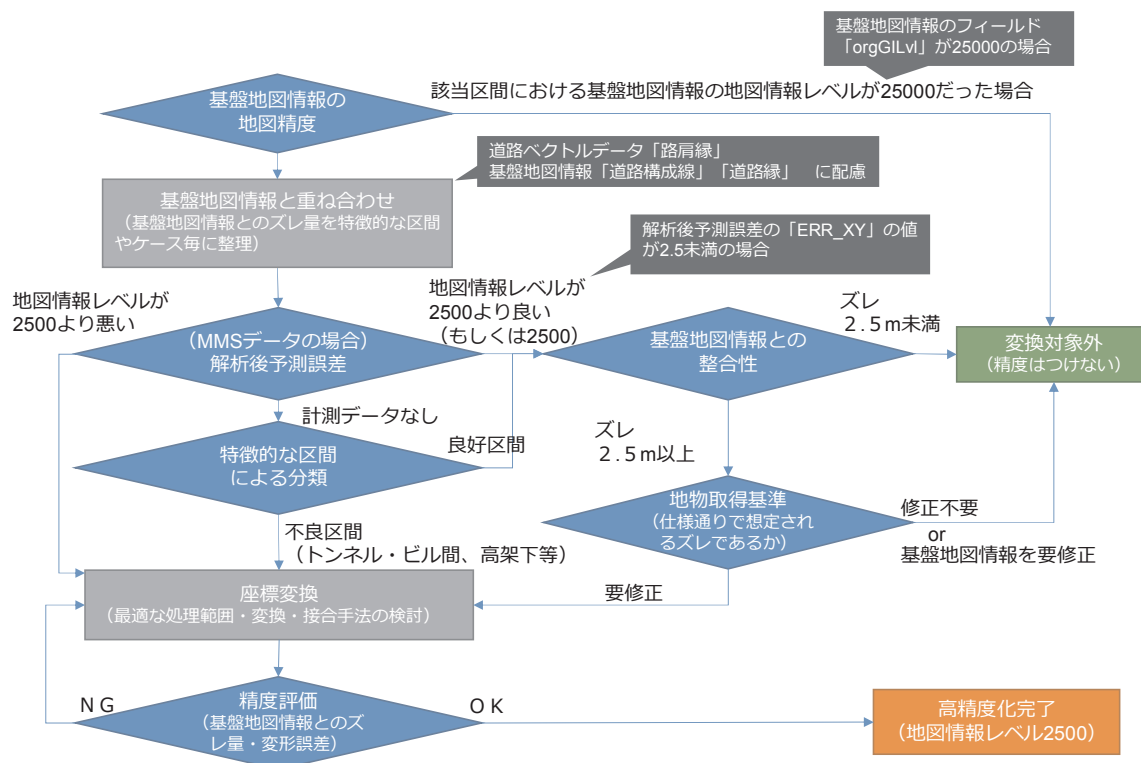 基盤地図情報のフィールド
「orgGILvl」が25000の場合
該当区間における基盤地図情報の地図情報レベルが25000だった場合
基盤地図情報の
地図精度
道路ベクトルデータ「路肩縁」
基盤地図情報「道路構成線」「道路縁」　に配慮
基盤地図情報と重ね合わせ
（基盤地図情報とのズレ量を特徴的な区間
やケース毎に整理）
解析後予測誤差の「ERR_XY」の値
が2.5未満の場合
地図情報レベルが
2500より悪い
地図情報レベルが
2500より良い
（もしくは2500）
ズレ
２.５m未満
（MMSデータの場合）
解析後予測誤差
基盤地図情報との
整合性
変換対象外
（精度はつけない）
計測データなし
良好区間
ズレ
２.５m以上
特徴的な区間
による分類
地物取得基準
（仕様通りで想定され
るズレであるか）
修正不要
or
基盤地図情報を要修正
不良区間
（トンネル・ビル間、高架下等）
座標変換
（最適な処理範囲・変換・接合手法の検討）
要修正
ＮＧ
精度評価
（基盤地図情報とのズ
レ量・変形誤差）
ＯＫ
高精度化完了
（地図情報レベル2500）